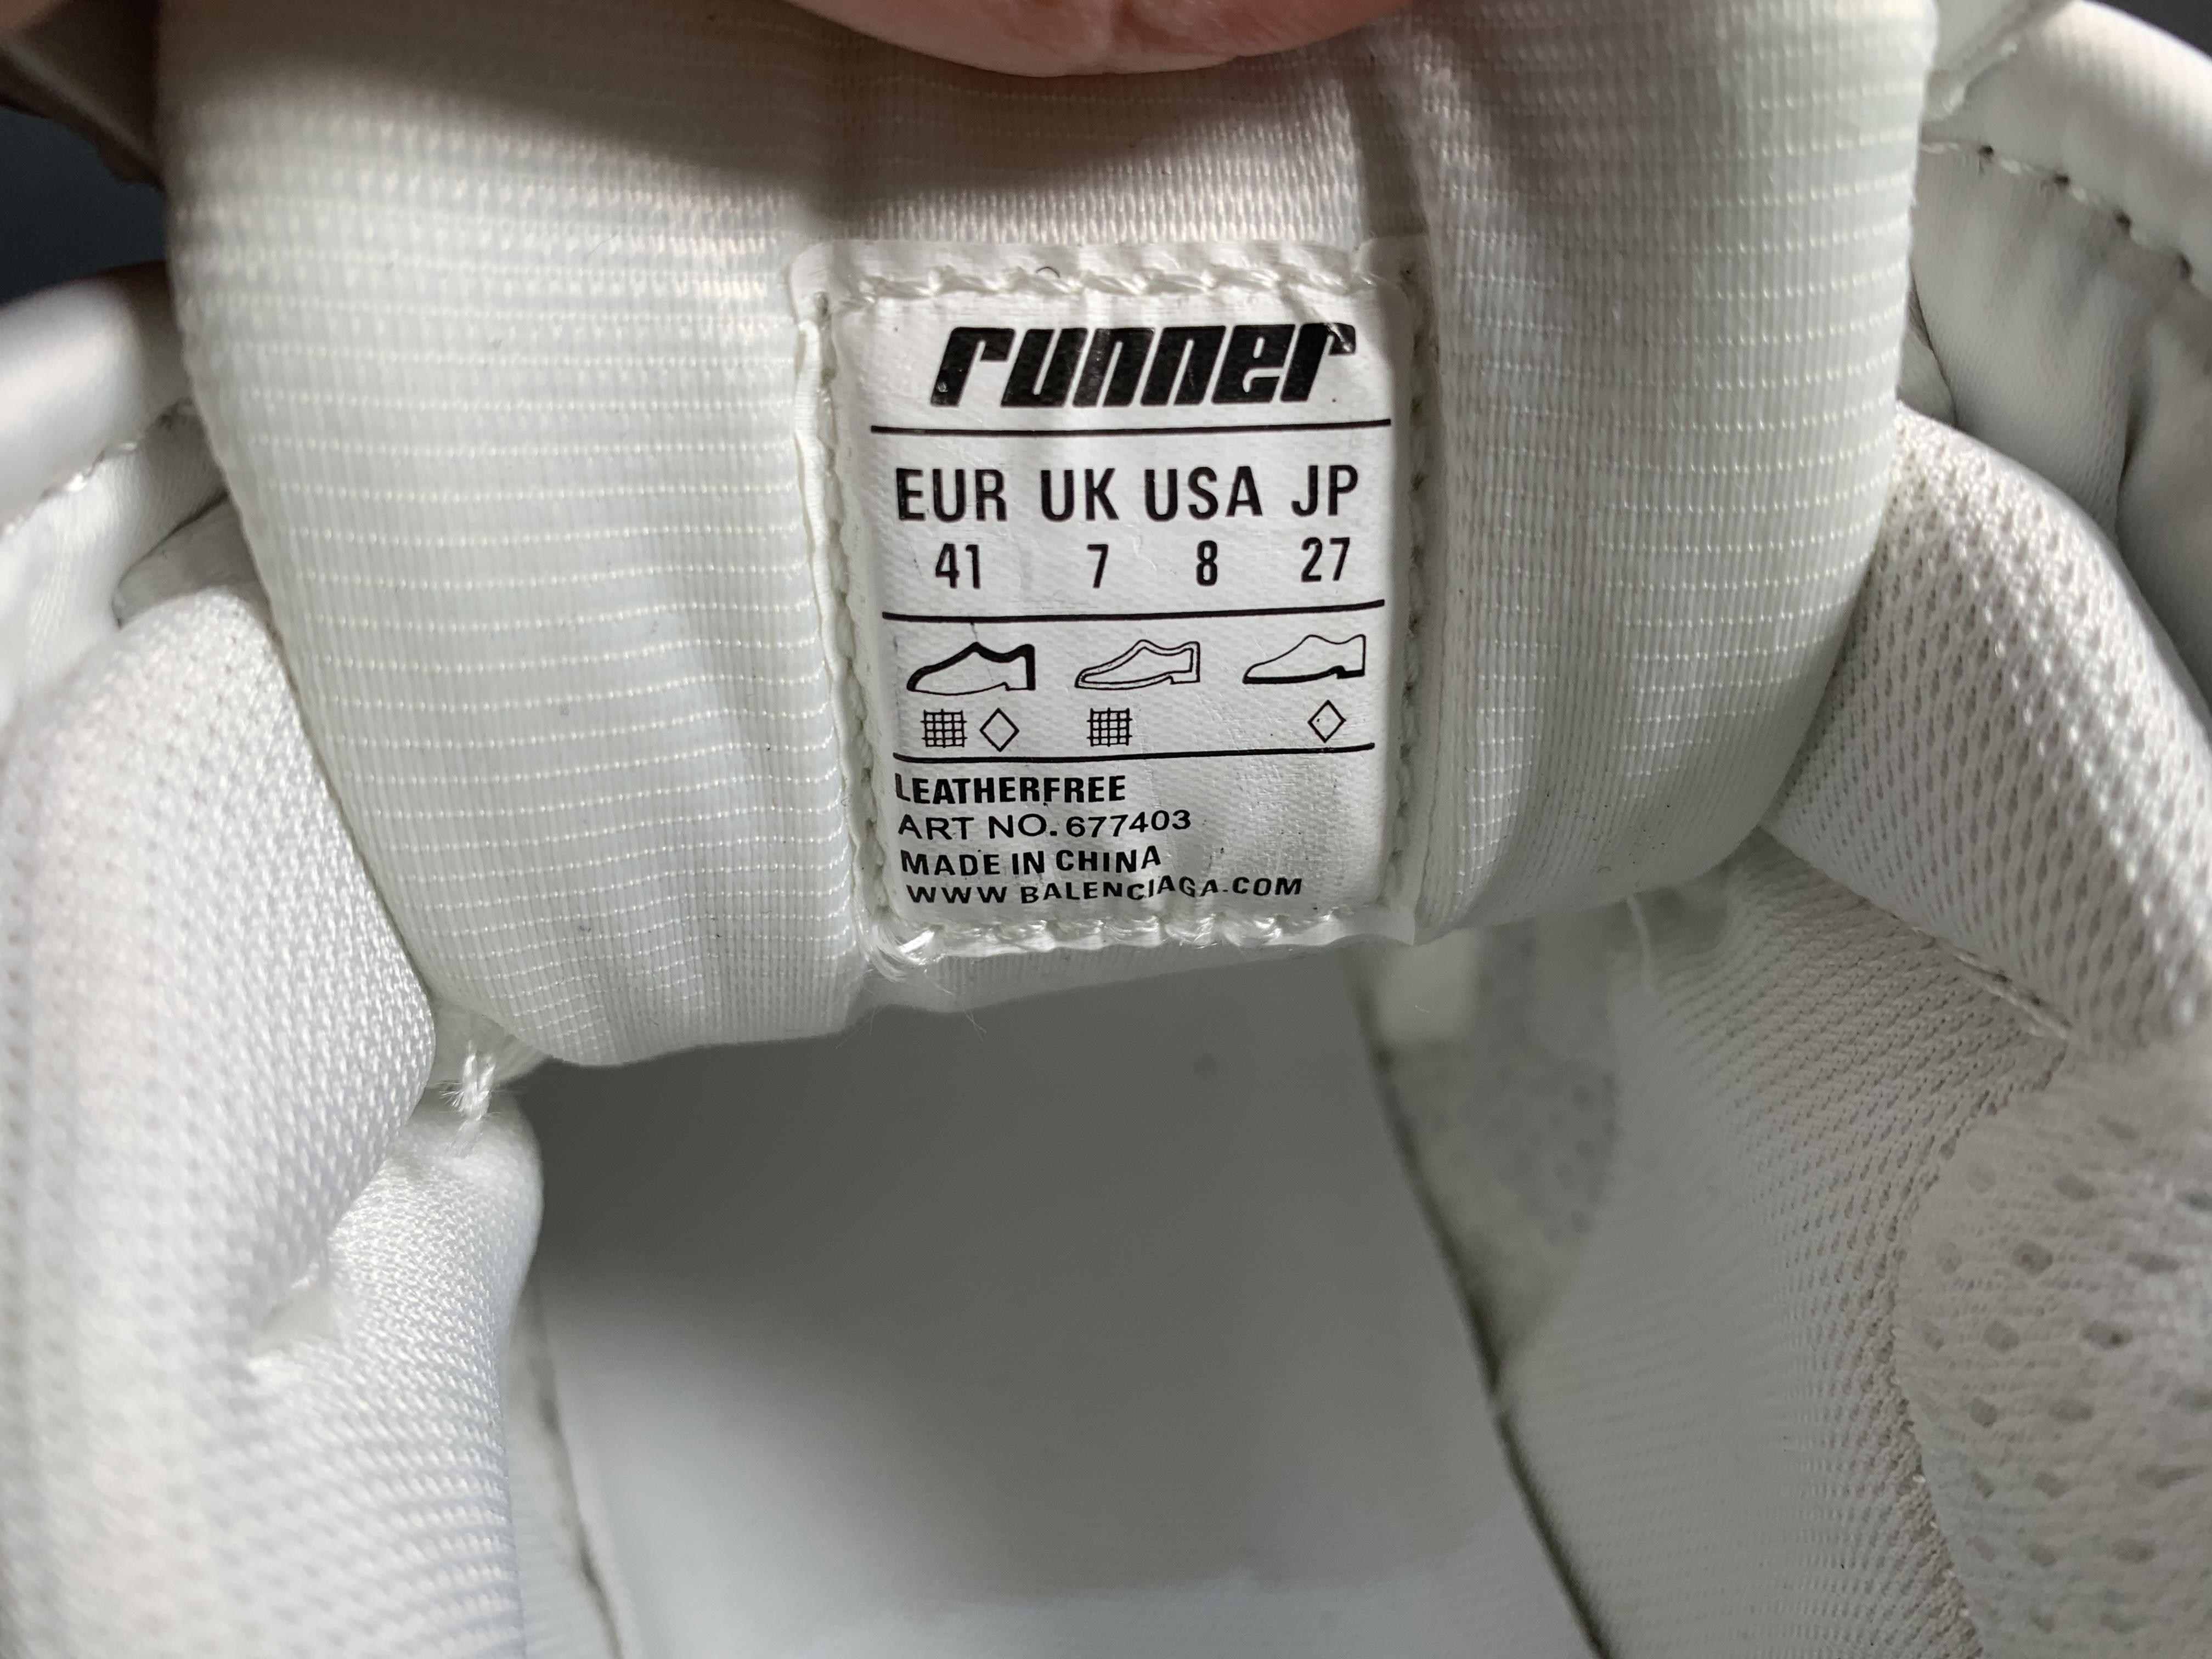 runner
EUR UK USA JP
41 7 8 27
LEATHERFREE
ART NO. 677403
MADE IN CHINA
WWW BALENCIAGA.COM